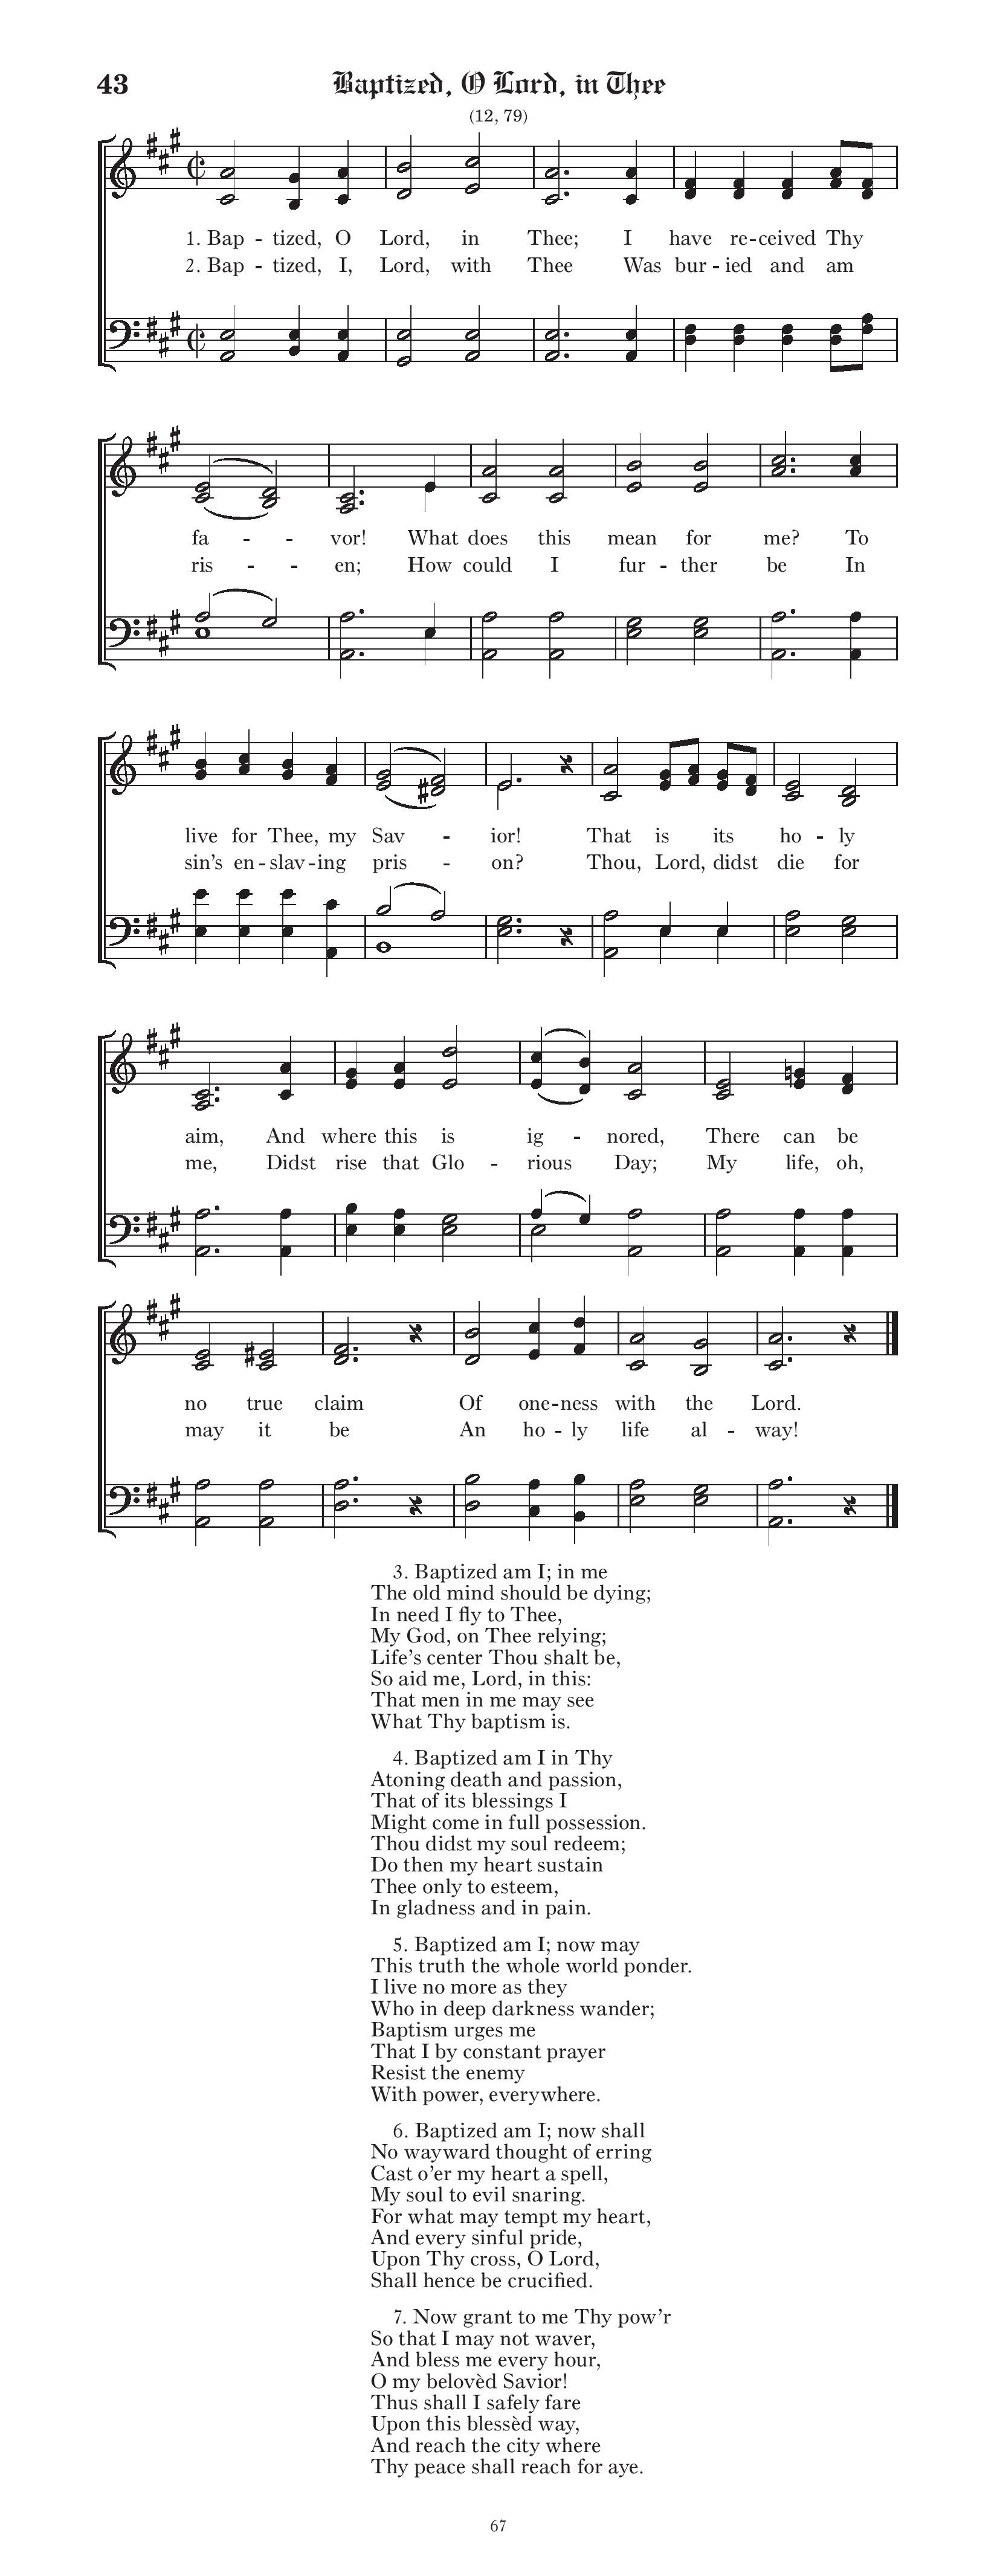 43
Baptized, O Lord, in Thee
(12, 79)
1. Bap - tized, O Lord, in Thee; I have re-ceived Thy
2. Bap - tized, I, Lord, with Thee Was bur - ied and am
fa - - vor! What does this mean for me? To
ris - - en; How could I fur - ther be In
live for Thee, my Sav - ior! That is its ho - ly
sin's en-slav-ing pris - on? Thou, Lord, didst die for
aim, And where this is ig - nored, There can be
me, Didst rise that Glo - rious Day; My life, oh,
no true claim Of one-ness with the Lord.
may it be An ho - ly life al - way!
3. Baptized am I; in me
The old mind should be dying;
In need I fly to Thee,
My God, on Thee relying;
Life's center Thou shalt be,
So aid me, Lord, in this:
That men in me may see
What Thy baptism is.
4. Baptized am I in Thy
Atoning death and passion,
That of its blessings I
Might come in full possession.
Thou didst my soul redeem;
Do then my heart sustain
Thee only to esteem,
In gladness and in pain.
5. Baptized am I; now may
This truth the whole world ponder.
I live no more as they
Who in deep darkness wander;
Baptism urges me
That I by constant prayer
Resist the enemy
With power, everywhere.
6. Baptized am I; now shall
No wayward thought of erring
Cast o'er my heart a spell,
My soul to evil snaring.
For what may tempt my heart,
And every sinful pride,
Upon Thy cross, O Lord,
Shall hence be crucified.
7. Now grant to me Thy pow'r
So that I may not waver,
And bless me every hour,
O my belovèd Savior!
Thus shall I safely fare
Upon this blessèd way,
And reach the city where
Thy peace shall reach for aye.
67